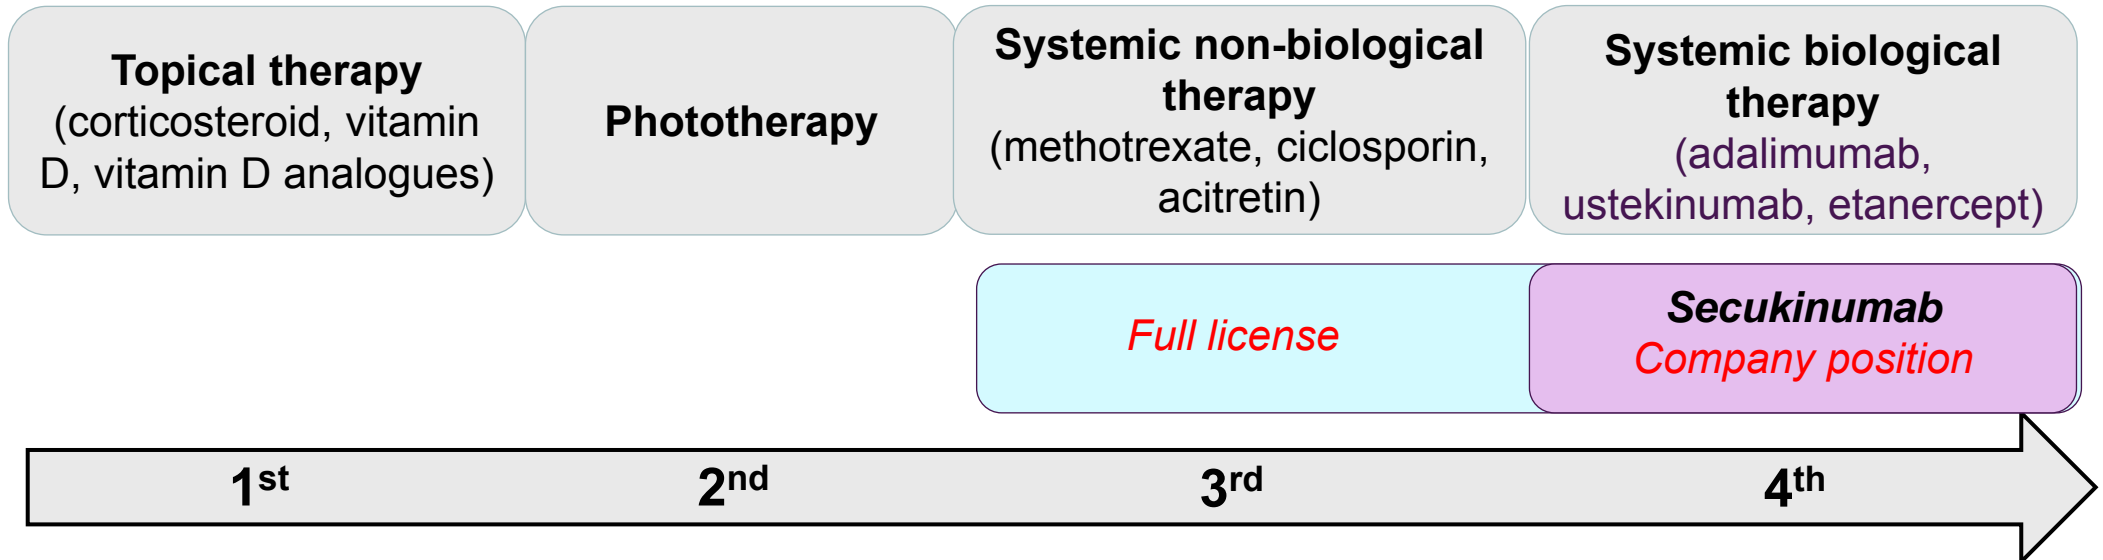 Topical therapy
(corticosteroid, vitamin
D, vitamin D analogues)
Phototherapy
Systemic non-biological
therapy
(methotrexate, ciclosporin,
acitretin)
Systemic biological
therapy
(adalimumab,
ustekinumab, etanercept)
Full license
Secukinumab
Company position
1st
2nd
3rd
4th